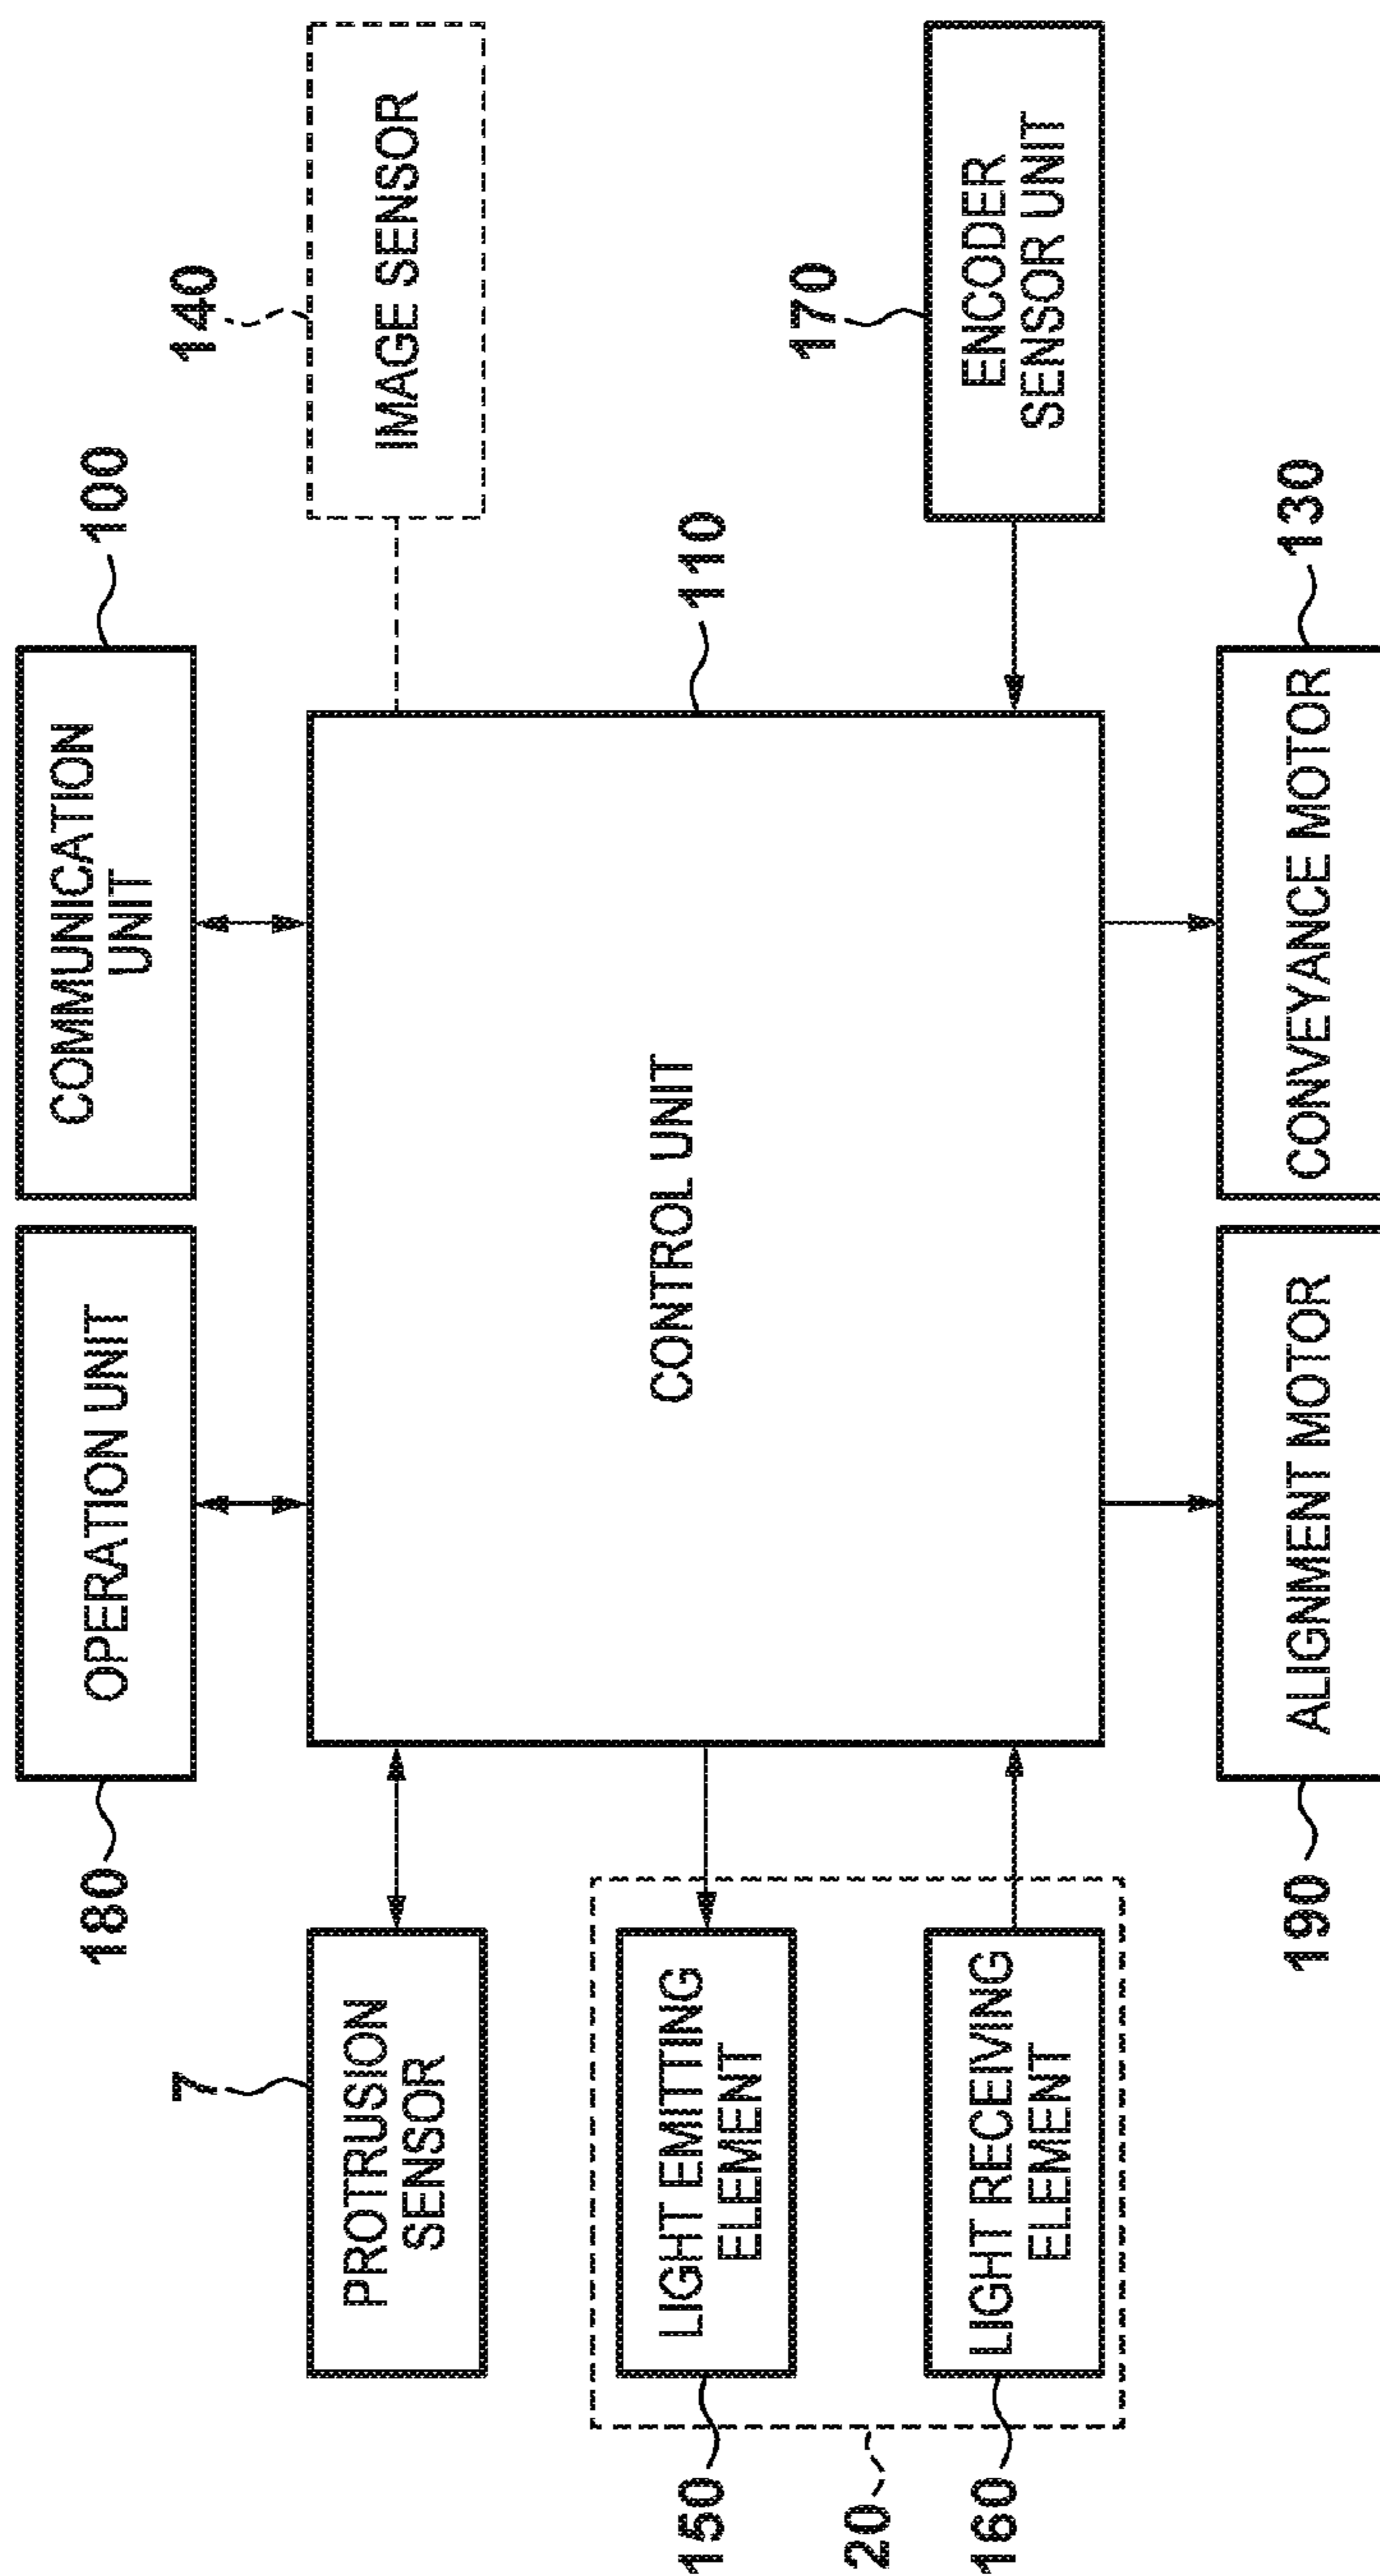 180
OPERATION UNIT
COMMUNICATION
UNIT
100
7
PROTRUSION
SENSOR
140
IMAGE SENSOR
150
LIGHT EMITTING
ELEMENT
20
160
LIGHT RECEIVING
ELEMENT
CONTROL UNIT
110
170
ENCODER
SENSOR UNIT
190
ALIGNMENT MOTOR
CONVEYANCE MOTOR
130